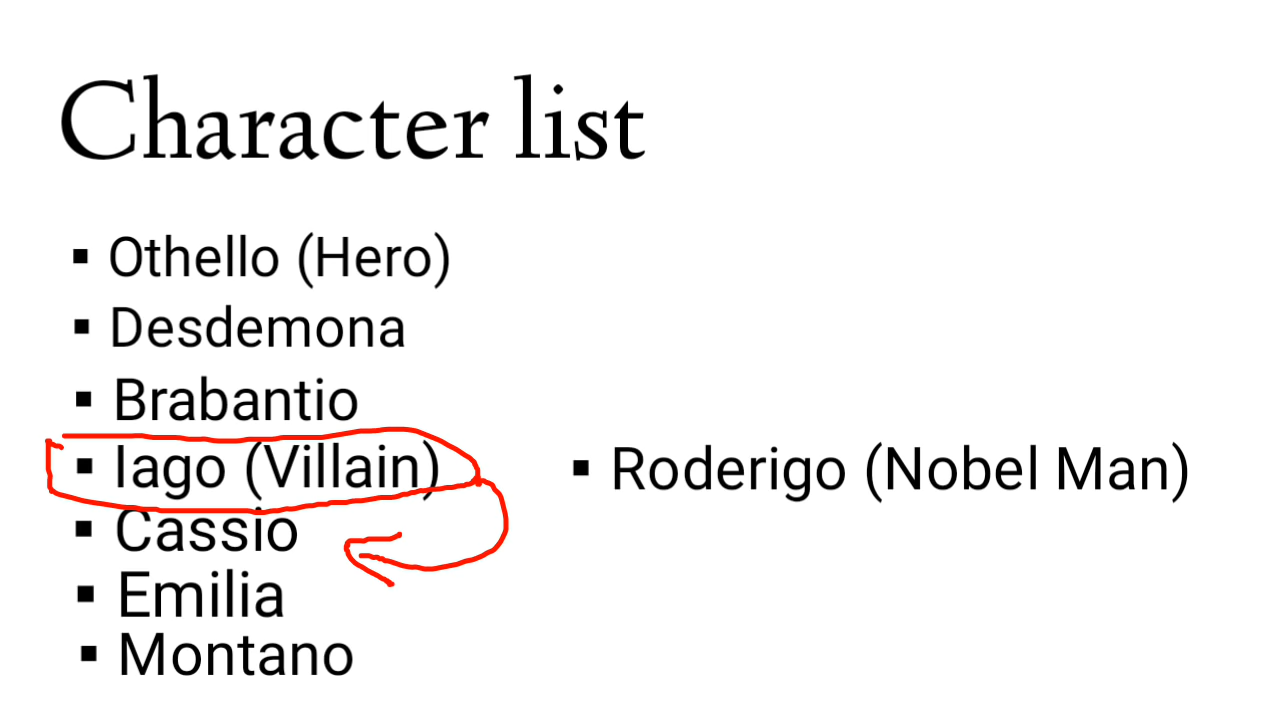 Character list
▪ Othello (Hero)
▪ Desdemona
▪ Brabantio
▪ Iago (Villain)
▪ Roderigo (Nobel Man)
▪ Cassio
▪ Emilia
▪ Montano